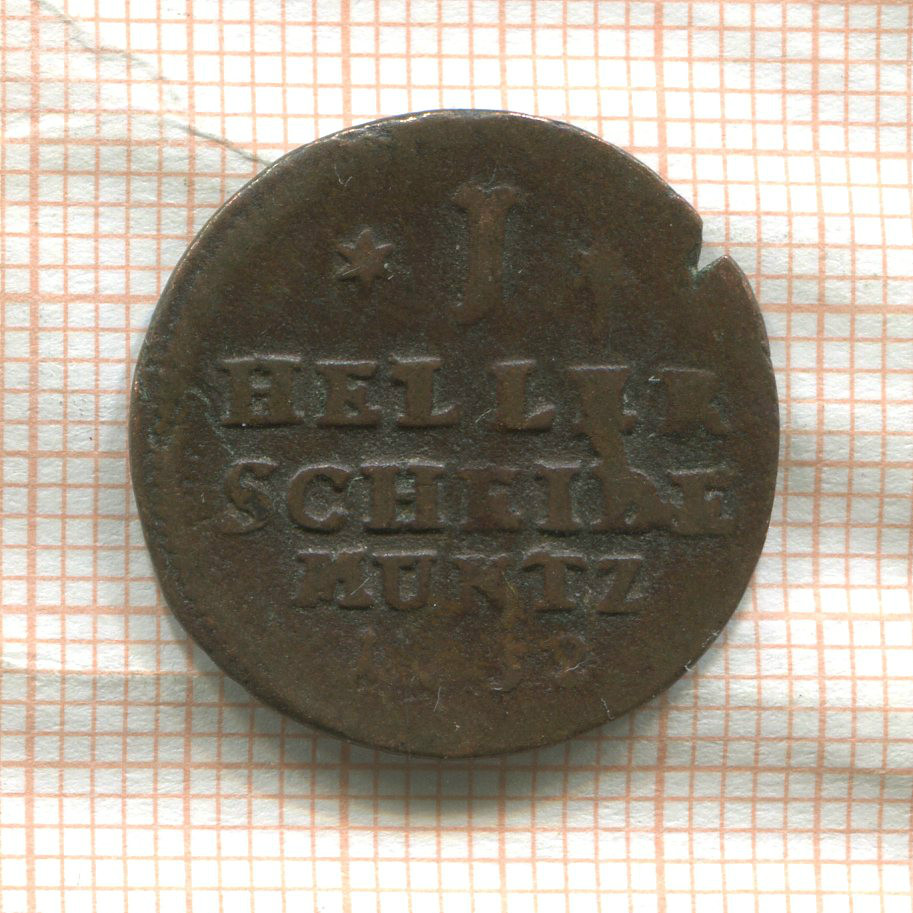 * I
HELLER
SCHEIDE
MUNTZ